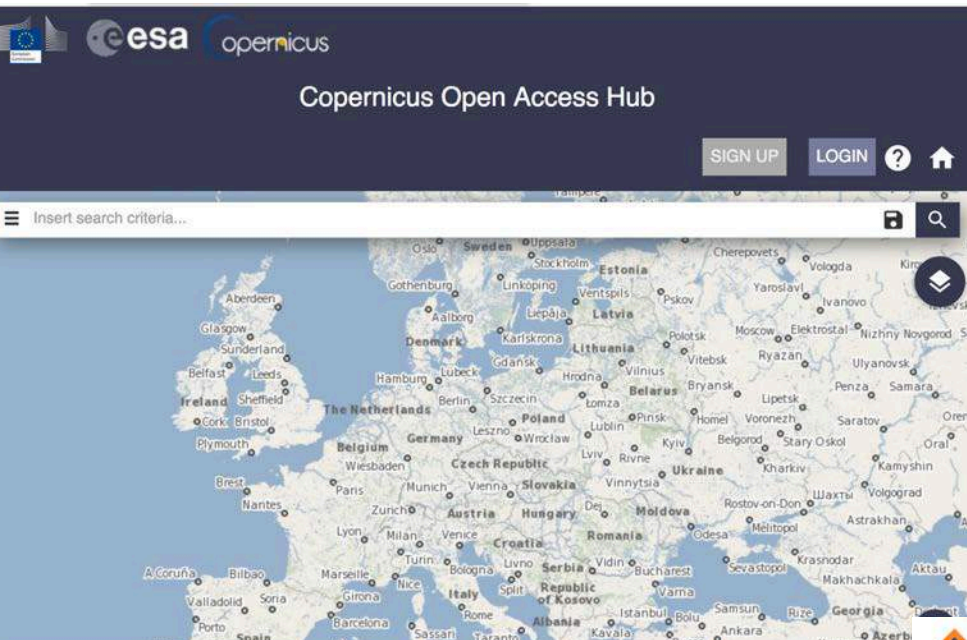 esa opernicus
Copernicus Open Access Hub
SIGN UP LOGIN ?
Insert search criteria...
Oslo Sweden Uppsala Cherepovets
Stockholm Estonia Vologda
Gothenburg Linköping Ventspils Pskov Yaroslavl
Aberdeen Aalborg Liepāja Latvia Ivanovo
Glasgow Denmark Karlskrona Polotsk Moscow Elektrostal Nizhny Novgorod
Sunderland Gdańsk Lithuania Vitebsk Ryazan Ulyanovsk
Belfast Leeds Hamburg Lubeck Hrodna Vilnius
Ireland Sheffield Berlin Szczecin Łomza Belarus Bryansk Lipetsk Penza Samara
The Netherlands Poland Pinsk Homel Voronezh Saratov
Cork Bristol Leszno Lublin
Plymouth Belgium Germany Wrocław Kyiv Belgorod Stary Oskol Oral
Wiesbaden Czech Republic Lviv Rivne Ukraine Kharkiv Kamyshin
Brest Paris Munich Vienna Slovakia Vinnytsia
Nantes Zurich Austria Hungary Dej Moldova Rostov-on-Don Шахты Volgograd
Lyon Milan Venice Croatia Romania Odesa Melitopol Astrakhan
A Coruña Bilbao Marseille Turin Bologna Livno Serbia Vidin Bucharest Sevastopol Krasnodar Aktau
Valladolid Soria Girona Nice Italy Split Republic of Kosovo Varna Makhachkala
Porto Barcelona Rome Albania Istanbul Bolu Samsun Rize Georgia
Spain Sassari Taranto Kavala Ankara